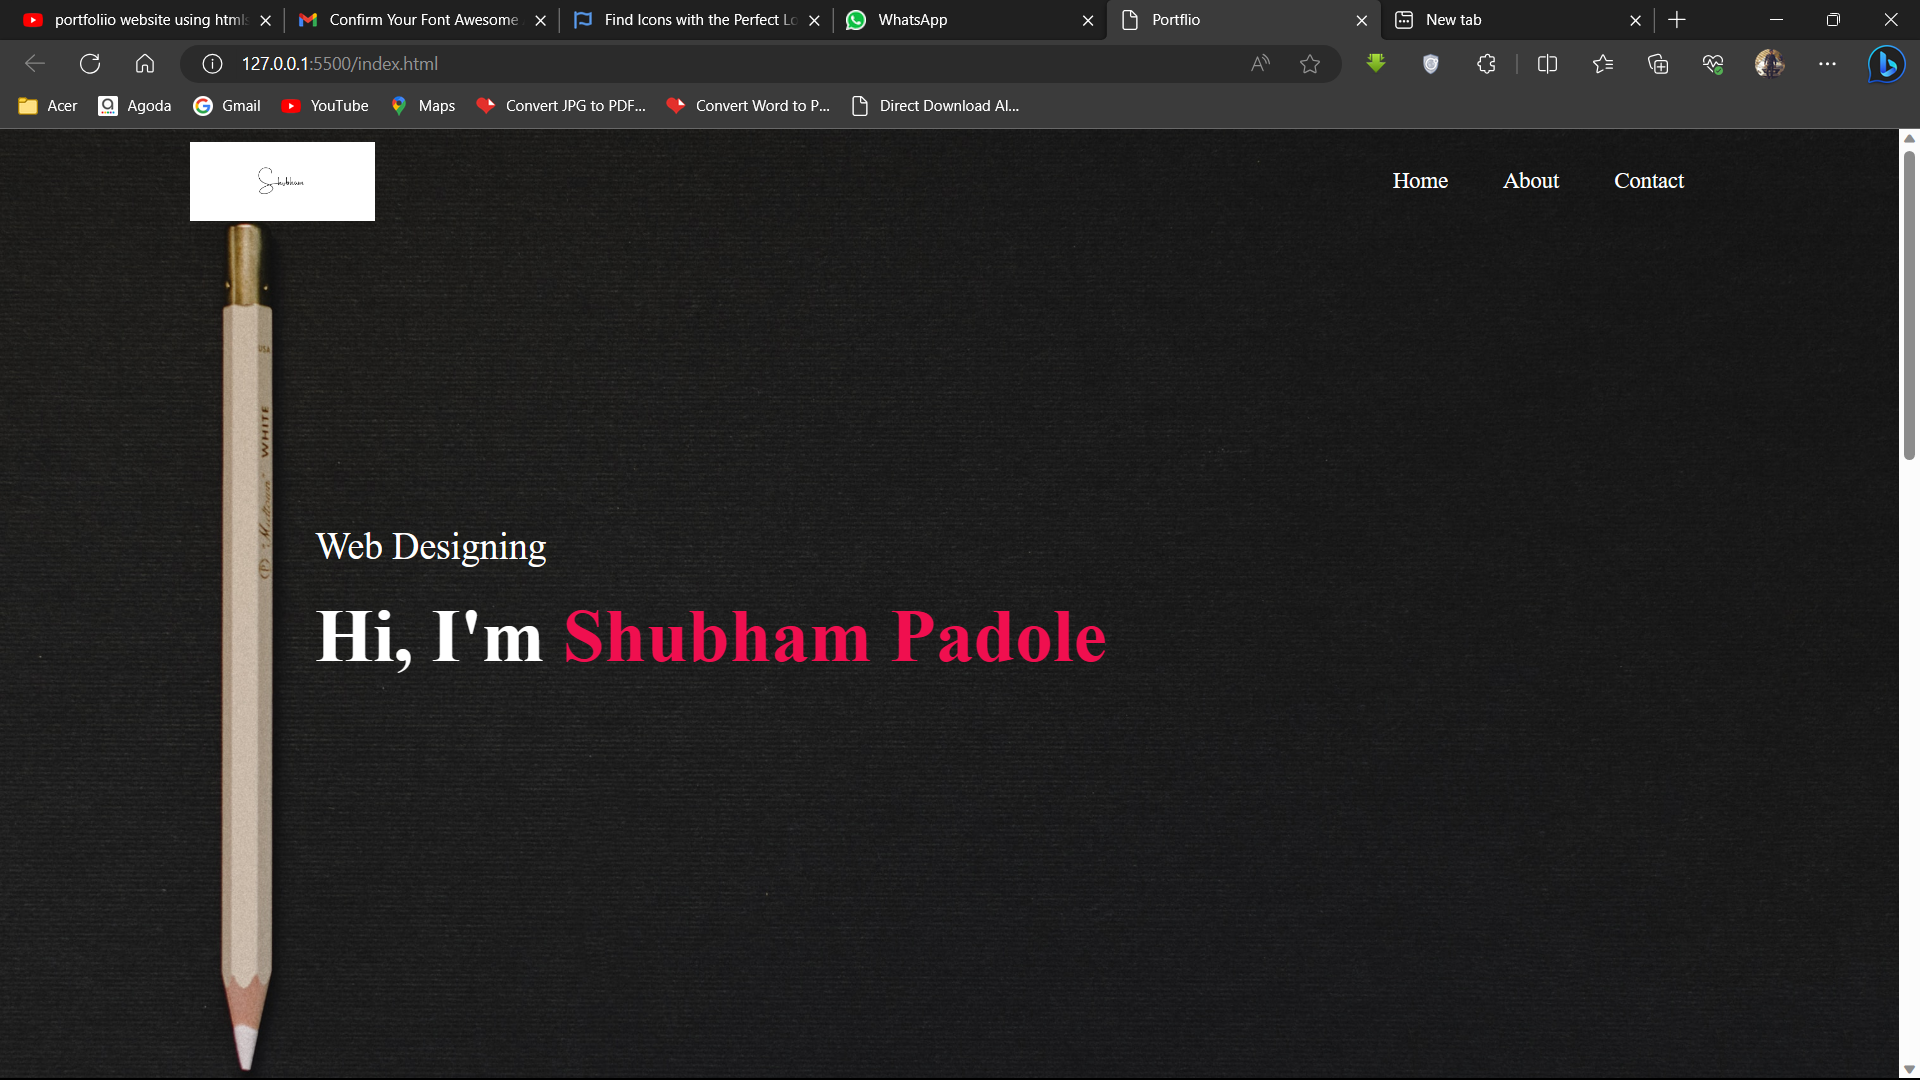 portfoliio website using htmls
Confirm Your Font Awesome
Find Icons with the Perfect Lo
WhatsApp
Portflio
New tab
127.0.0.1:5500/index.html
Acer
Agoda
Gmail
YouTube
Maps
Convert JPG to PDF...
Convert Word to P...
Direct Download Al...
Shubham
Home
About
Contact
USA
WHITE
Web Designing
Hi, I'm Shubham Padole